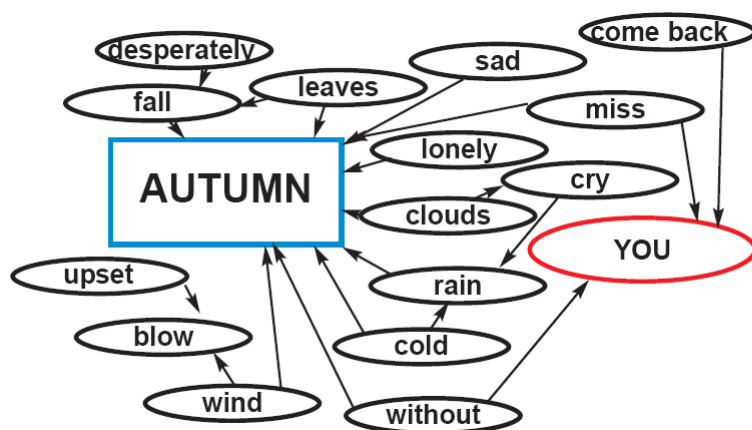 come back
desperately
sad
leaves
fall
miss
lonely
AUTUMN
cry
clouds
YOU
upset
rain
blow
cold
wind
without